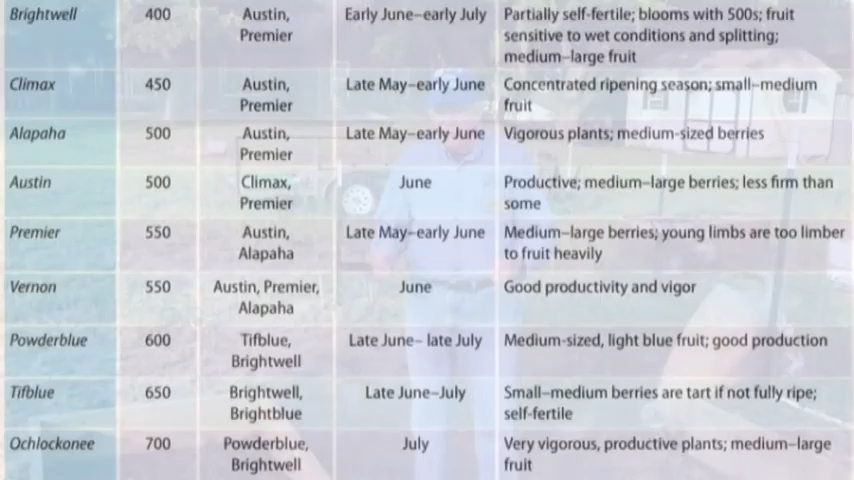 Brightwell 400 Austin, Early June–early July Partially self-fertile; blooms with 500s; fruit
Premier sensitive to wet conditions and splitting;
medium–large fruit
Climax 450 Austin, Late May–early June Concentrated ripening season; small–medium
Premier fruit
Alapaha 500 Austin, Late May–early June Vigorous plants; medium-sized berries
Premier
Austin 500 Climax, June Productive; medium–large berries; less firm than
Premier some
Premier 550 Austin, Late May–early June Medium–large berries; young limbs are too limber
Alapaha to fruit heavily
Vernon 550 Austin, Premier, June Good productivity and vigor
Alapaha
Powderblue 600 Tifblue, Late June– late July Medium-sized, light blue fruit; good production
Brightwell
Tifblue 650 Brightwell, Late June–July Small–medium berries are tart if not fully ripe;
Brightblue self-fertile
Ochlockonee 700 Powderblue, July Very vigorous, productive plants; medium–large
Brightwell fruit